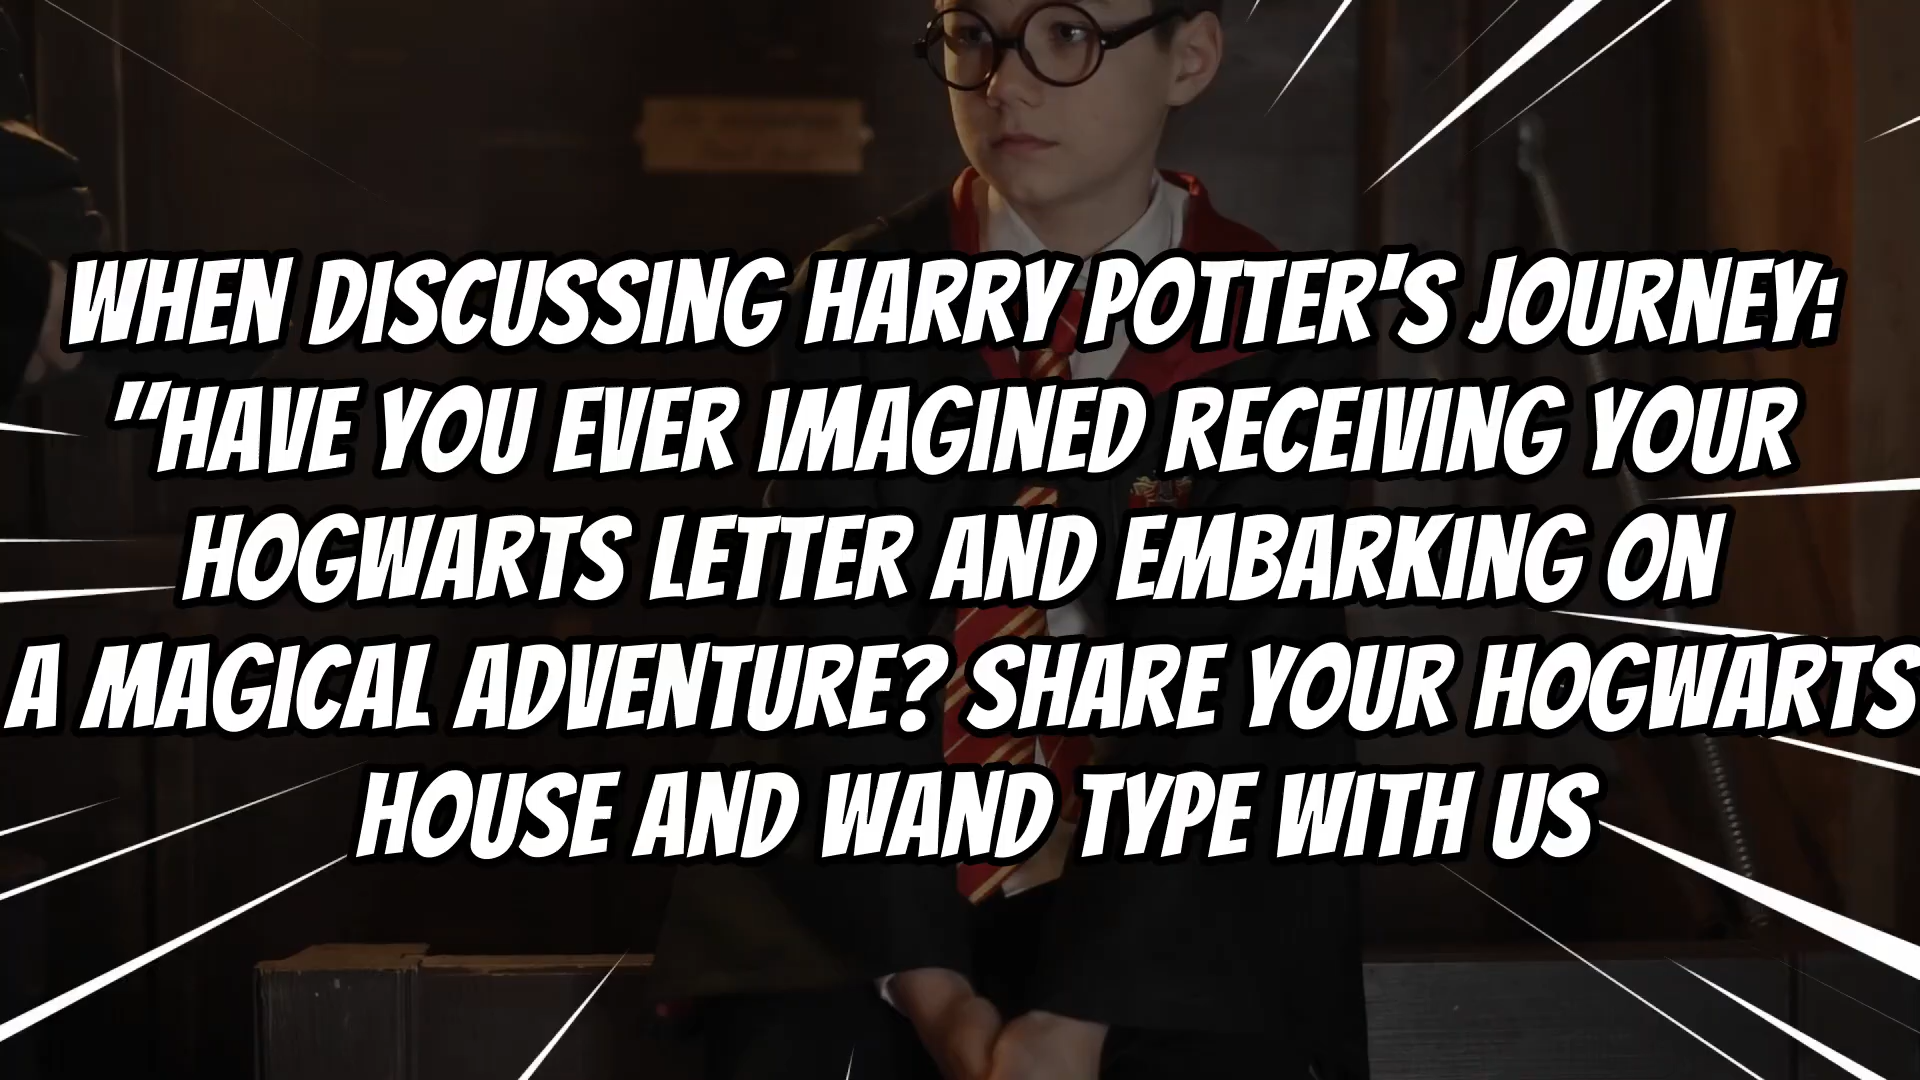 WHEN DISCUSSING HARRY POTTER'S JOURNEY:
"HAVE YOU EVER IMAGINED RECEIVING YOUR
HOGWARTS LETTER AND EMBARKING ON
A MAGICAL ADVENTURE? SHARE YOUR HOGWARTS
HOUSE AND WAND TYPE WITH US